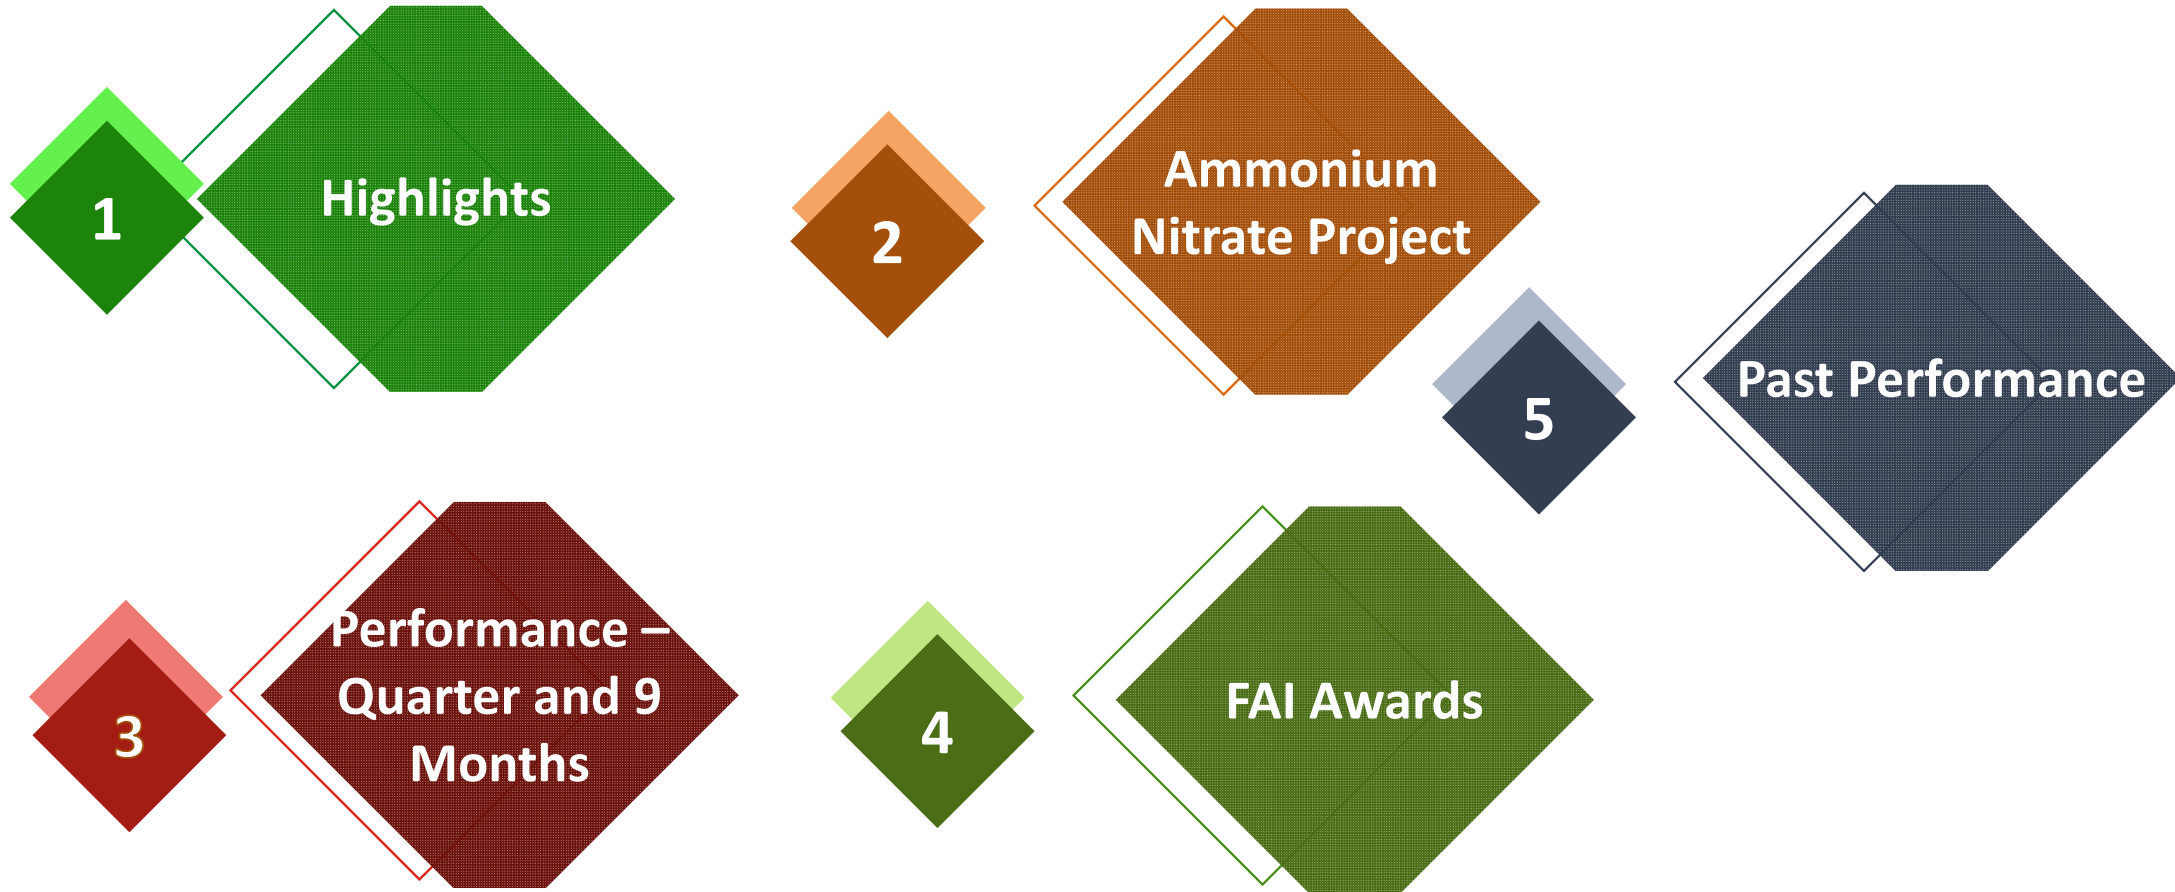 1
Highlights
2
Ammonium
Nitrate Project
3
Performance –
Quarter and 9
Months
4
FAI Awards
5
Past Performance